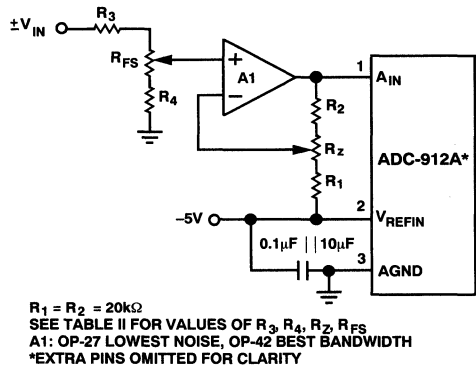 R3
±VIN
RFS
R4
+
−
A1
R2
RZ
R1
1
AIN
ADC-912A*
−5V
2
VREFIN
0.1µF || 10µF
3
AGND
R1 = R2 = 20kΩ
SEE TABLE II FOR VALUES OF R3, R4, RZ, RFS
A1: OP-27 LOWEST NOISE, OP-42 BEST BANDWIDTH
*EXTRA PINS OMITTED FOR CLARITY